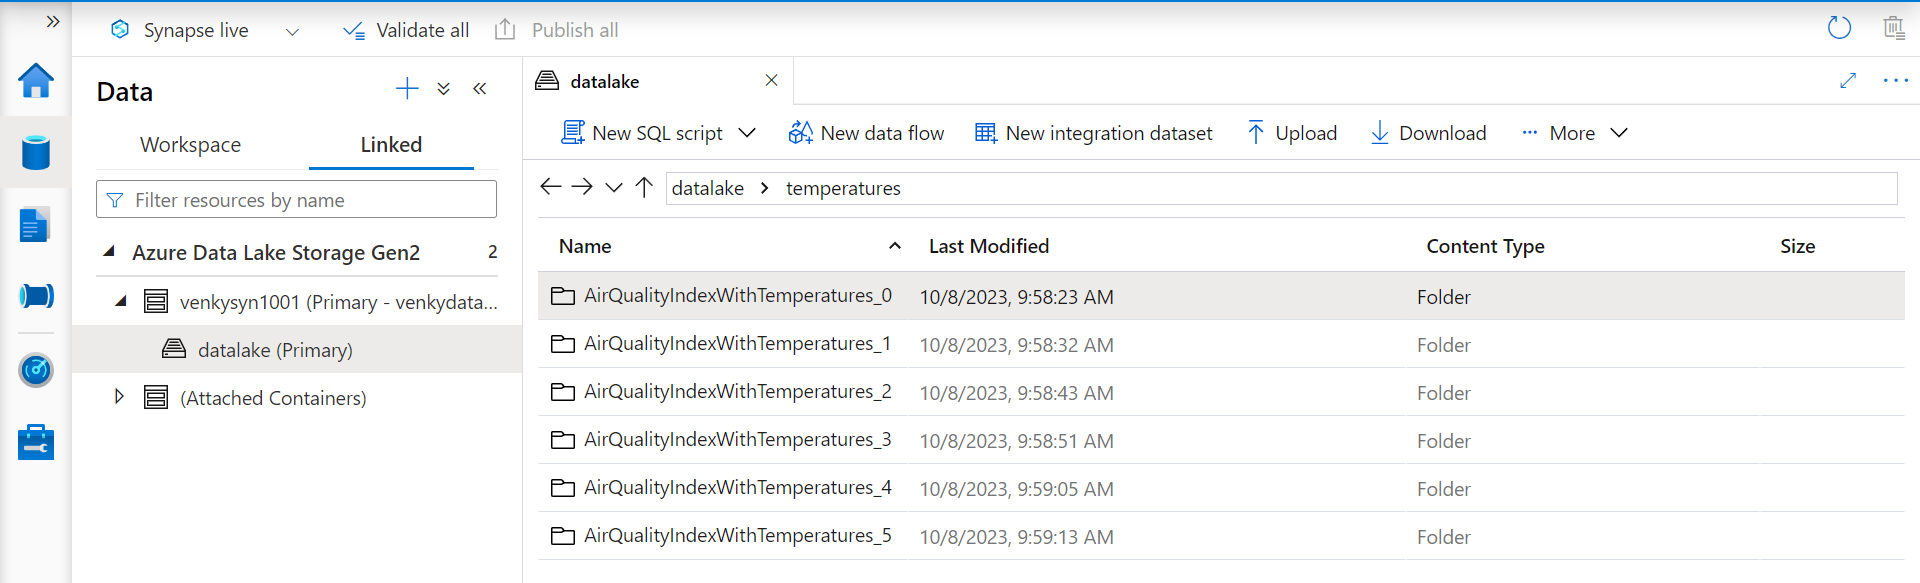 Synapse live
Validate all
Publish all
Data
Workspace
Linked
Filter resources by name
Azure Data Lake Storage Gen2 2
venkysyn1001 (Primary - venkydata...
datalake (Primary)
(Attached Containers)
datalake
New SQL script
New data flow
New integration dataset
Upload
Download
More
datalake > temperatures
Name Last Modified Content Type Size
AirQualityIndexWithTemperatures_0 10/8/2023, 9:58:23 AM Folder
AirQualityIndexWithTemperatures_1 10/8/2023, 9:58:32 AM Folder
AirQualityIndexWithTemperatures_2 10/8/2023, 9:58:43 AM Folder
AirQualityIndexWithTemperatures_3 10/8/2023, 9:58:51 AM Folder
AirQualityIndexWithTemperatures_4 10/8/2023, 9:59:05 AM Folder
AirQualityIndexWithTemperatures_5 10/8/2023, 9:59:13 AM Folder